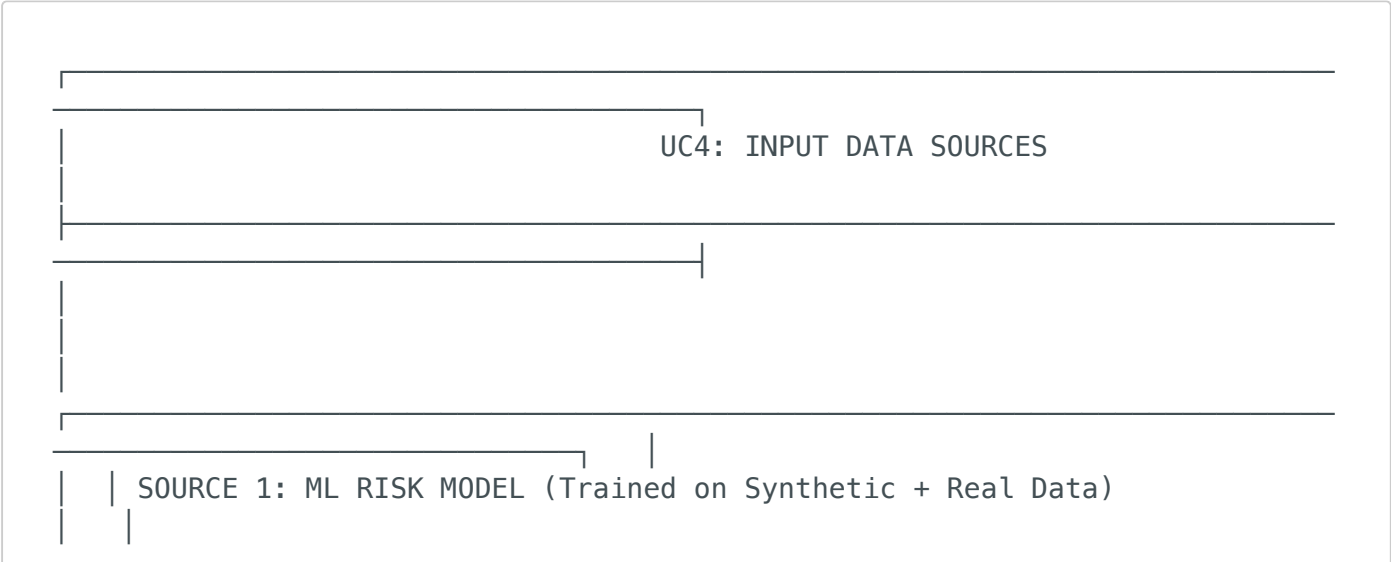 UC4: INPUT DATA SOURCES
SOURCE 1: ML RISK MODEL (Trained on Synthetic + Real Data)